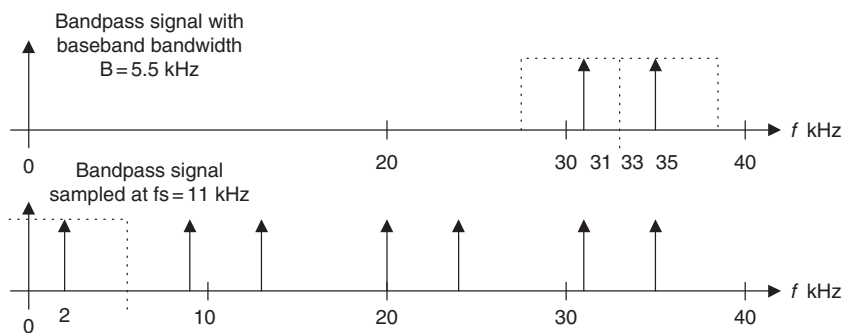 Bandpass signal with
baseband bandwidth
B = 5.5 kHz
f kHz
0 20 30 31 33 35 40
Bandpass signal
sampled at fs = 11 kHz
f kHz
0 2 10 20 30 40